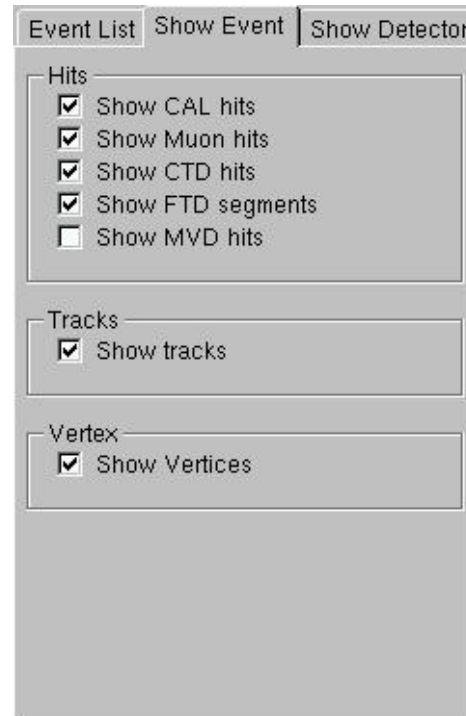 Event List Show Event Show Detector
Hits
Show CAL hits
Show Muon hits
Show CTD hits
Show FTD segments
Show MVD hits
Tracks
Show tracks
Vertex
Show Vertices